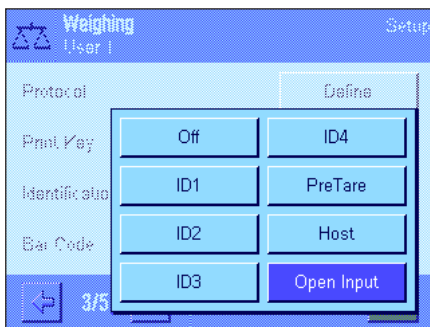 Weighing
User 1
Setup
Protocol
Define
Print Key
Identificatio
Bar Code
Off
ID4
ID1
PreTare
ID2
Host
ID3
Open Input
3/5